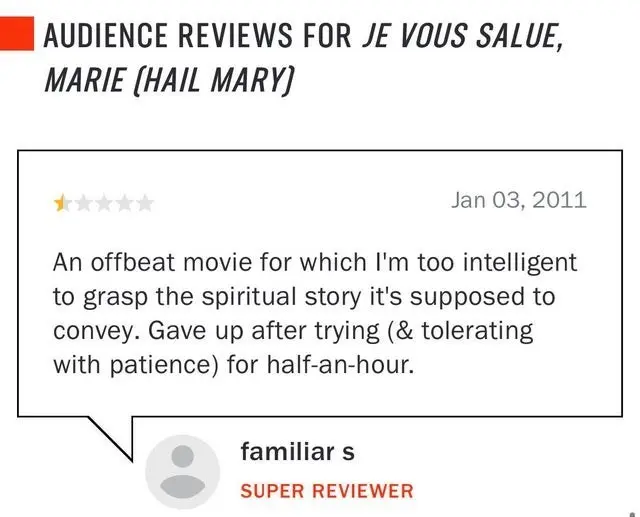 AUDIENCE REVIEWS FOR JE VOUS SALUE,
MARIE (HAIL MARY)
Jan 03, 2011
An offbeat movie for which I'm too intelligent
to grasp the spiritual story it's supposed to
convey. Gave up after trying (& tolerating
with patience) for half-an-hour.
familiar s
SUPER REVIEWER